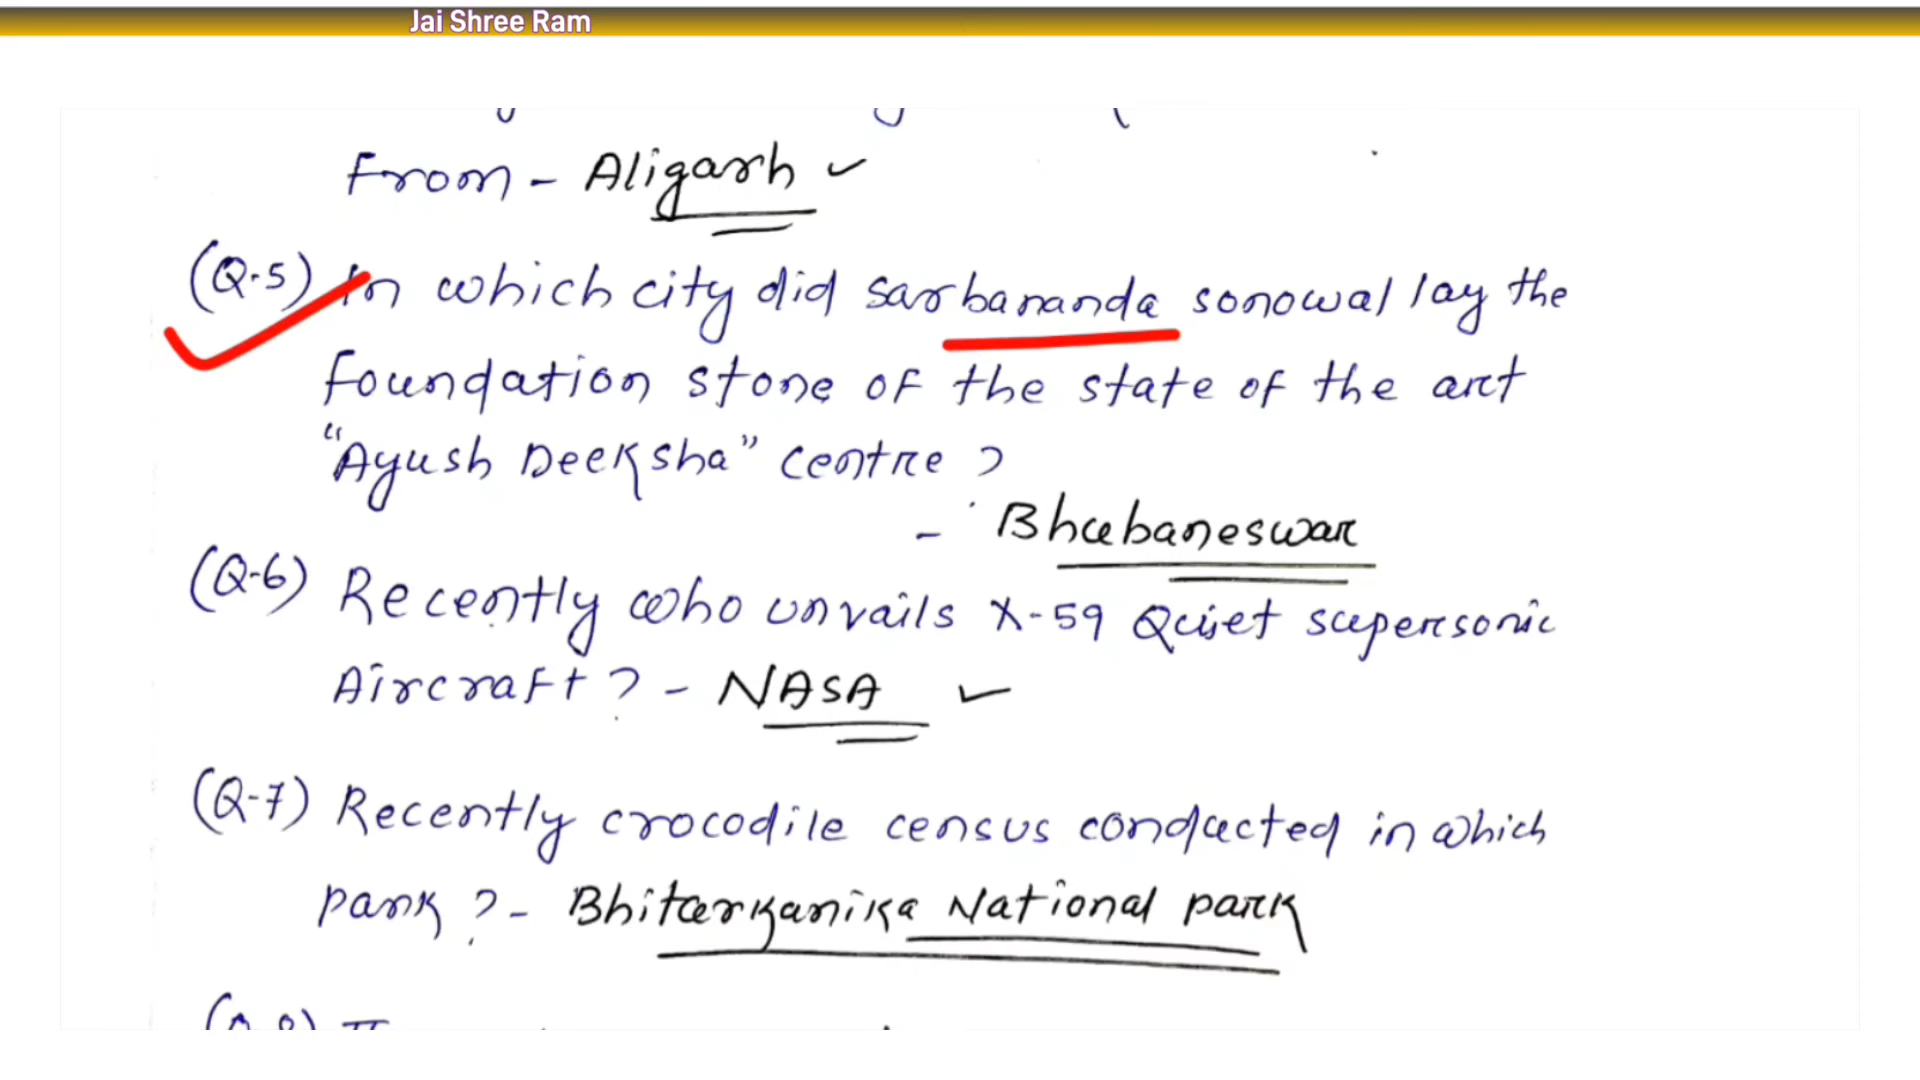 Jai Shree Ram
From - Aligarh ✓
(Q-5) In which city did sarbananda sonowal lay the
Foundation stone of the state of the art
"Ayush Deeksha" centre ?
- Bhubaneswar
(Q-6) Recently who unvails X-59 Quiet supersonic
Aircraft ? - NASA ✓
(Q-7) Recently crocodile census conducted in which
park ? - Bhitarkanika National park